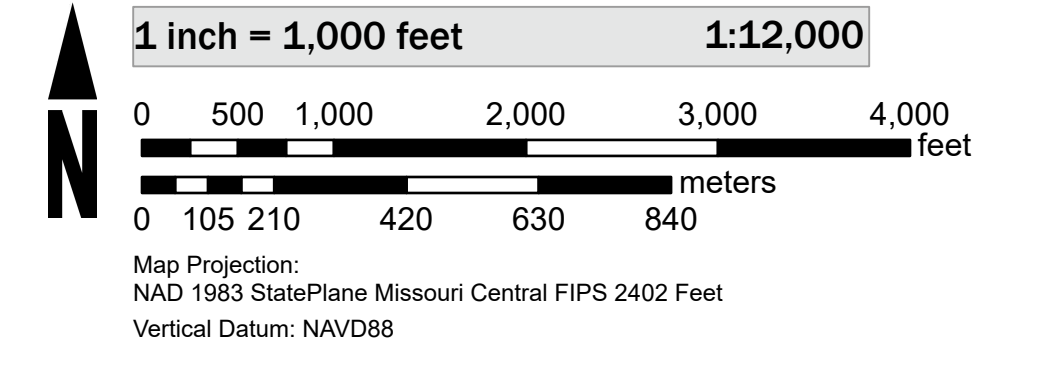 1 inch = 1,000 feet 1:12,000
0 500 1,000 2,000 3,000 4,000
feet
N
meters
0 105 210 420 630 840
Map Projection:
NAD 1983 StatePlane Missouri Central FIPS 2402 Feet
Vertical Datum: NAVD88